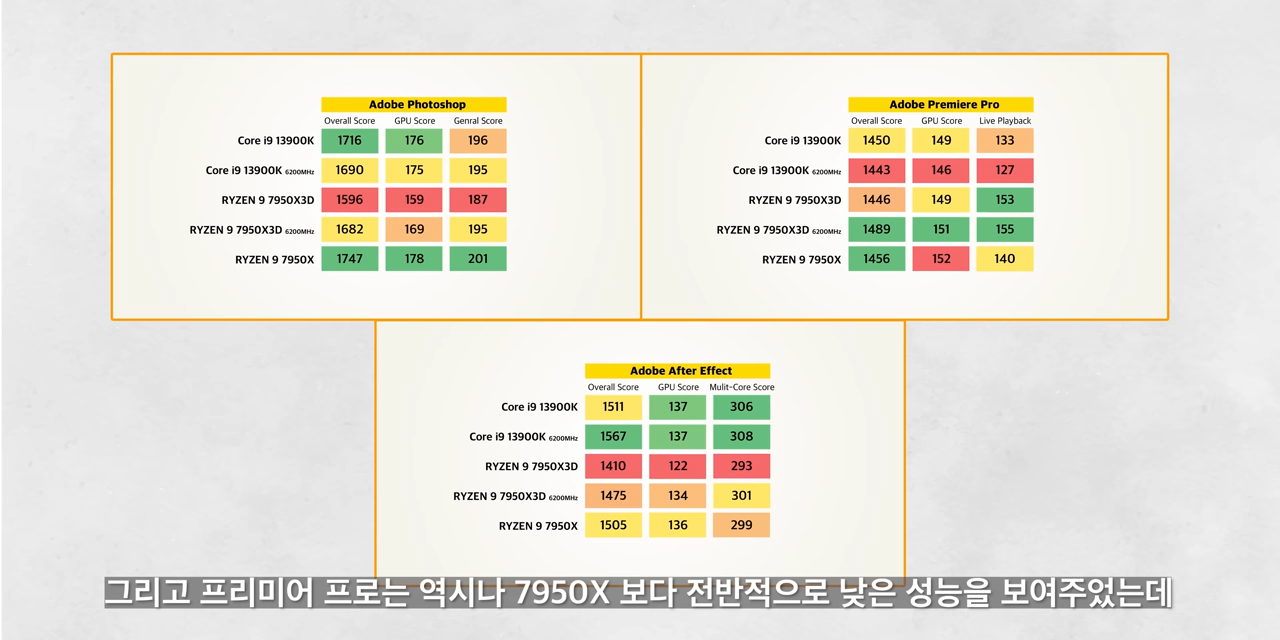 Adobe Photoshop
Overall Score GPU Score Genral Score
Core i9 13900K 1716 176 196
Core i9 13900K 6200MHz 1690 175 195
RYZEN 9 7950X3D 1596 159 187
RYZEN 9 7950X3D 6200MHz 1682 169 195
RYZEN 9 7950X 1747 178 201
Adobe Premiere Pro
Overall Score GPU Score Live Playback
Core i9 13900K 1450 149 133
Core i9 13900K 6200MHz 1443 146 127
RYZEN 9 7950X3D 1446 149 153
RYZEN 9 7950X3D 6200MHz 1489 151 155
RYZEN 9 7950X 1456 152 140
Adobe After Effect
Overall Score GPU Score Mulit-Core Score
Core i9 13900K 1511 137 306
Core i9 13900K 6200MHz 1567 137 308
RYZEN 9 7950X3D 1410 122 293
RYZEN 9 7950X3D 6200MHz 1475 134 301
RYZEN 9 7950X 1505 136 299
그리고 프리미어 프로는 역시나 7950X 보다 전반적으로 낮은 성능을 보여주었는데